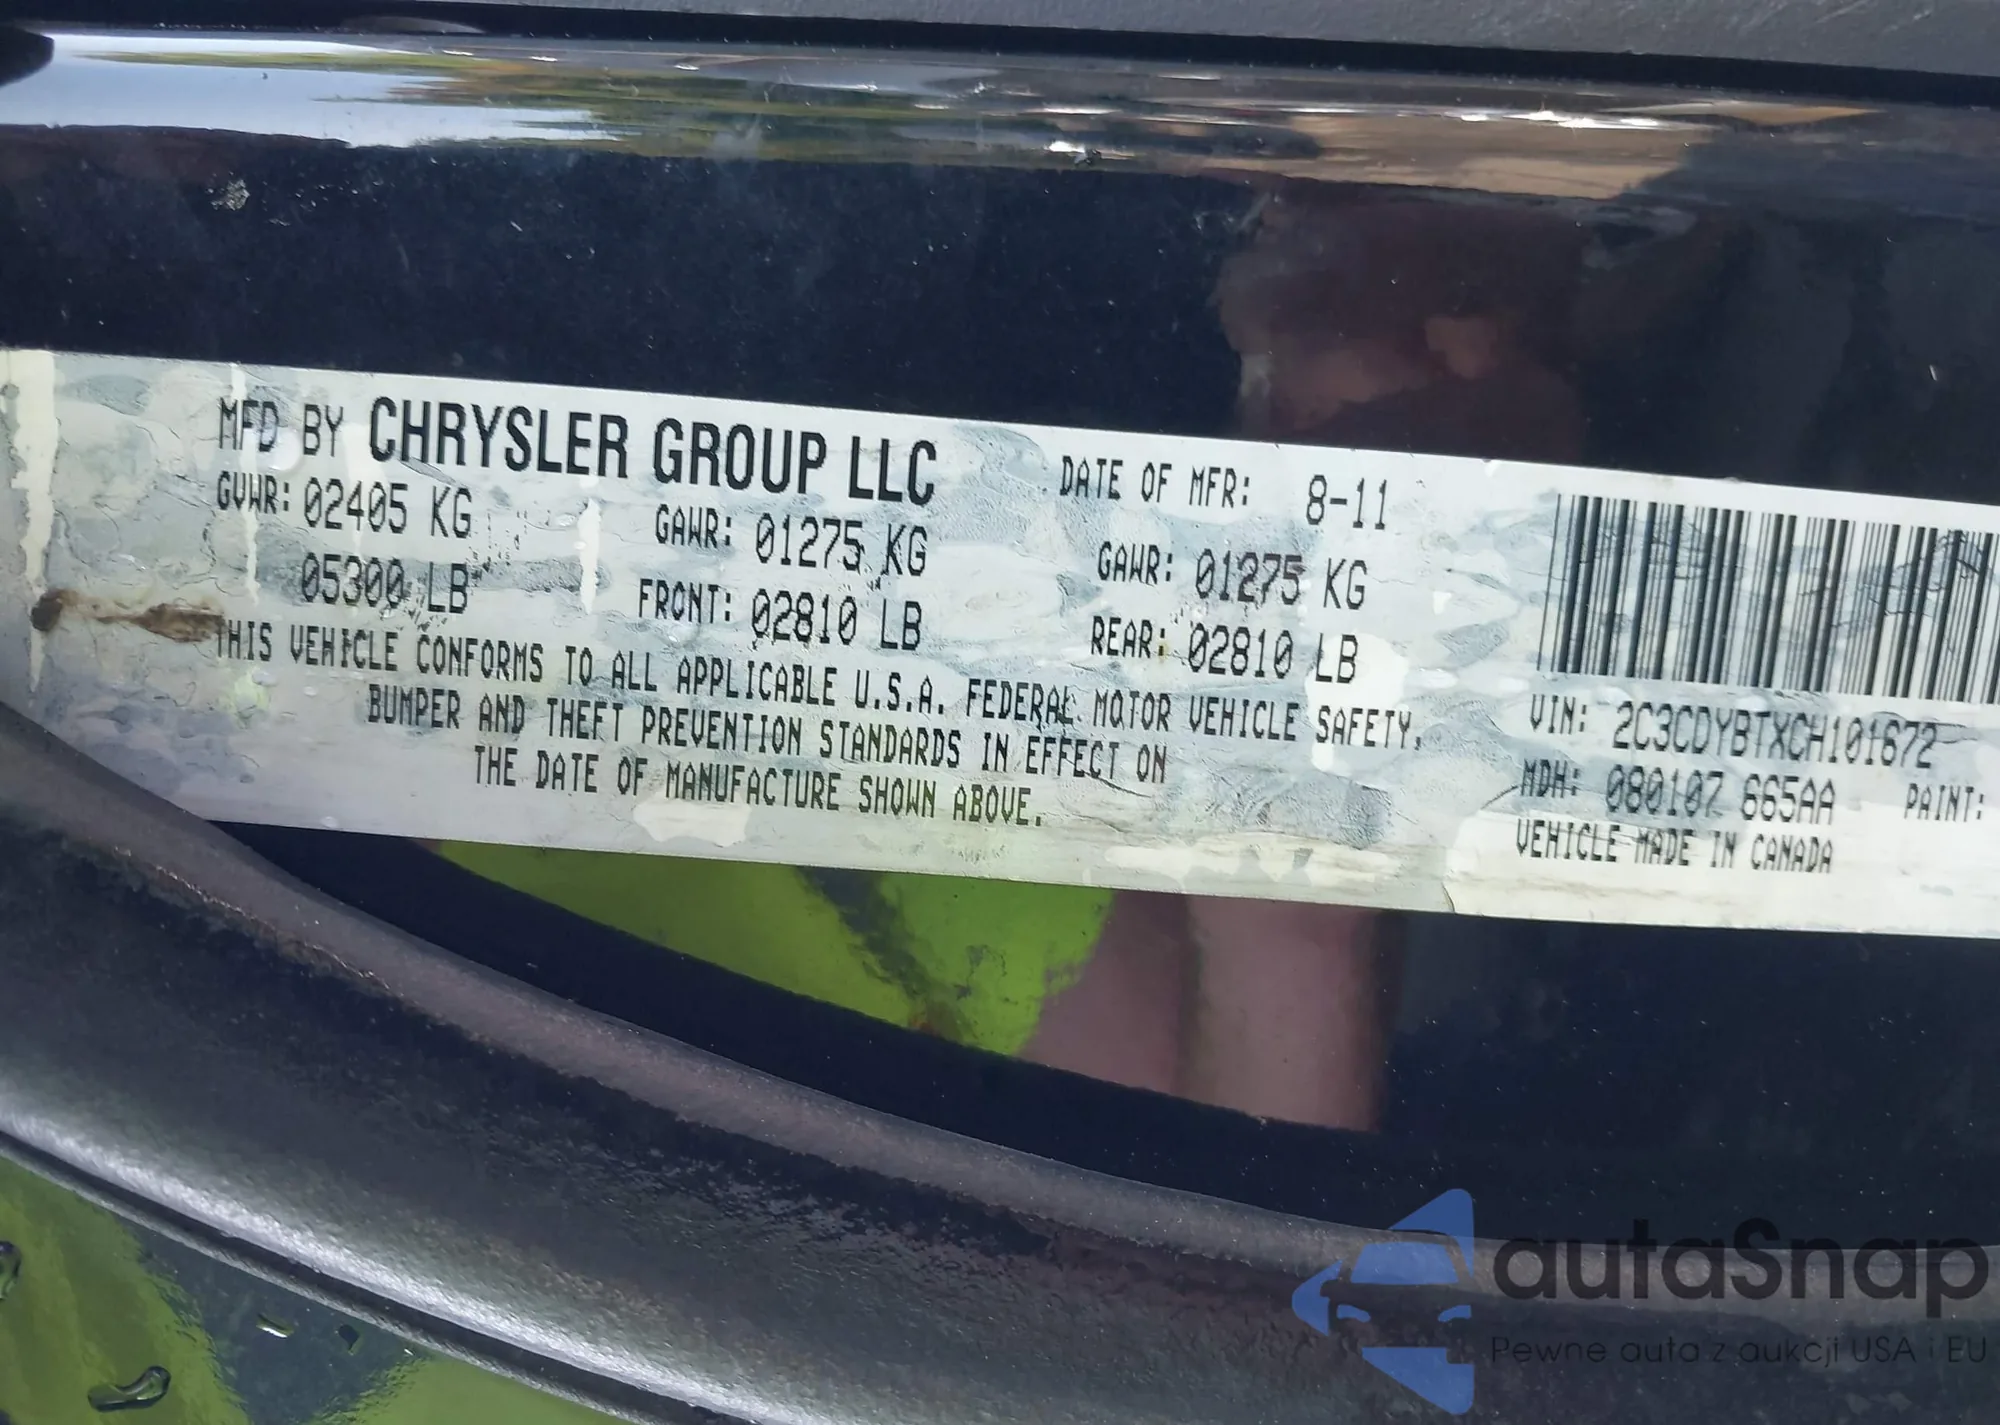 MFD BY CHRYSLER GROUP LLC
DATE OF MFR: 8-11
GVWR: 02405 KG
05300 LB
GAWR: 01275 KG
FRONT: 02810 LB
GAWR: 01275 KG
REAR: 02810 LB
THIS VEHICLE CONFORMS TO ALL APPLICABLE U.S.A. FEDERAL MOTOR VEHICLE SAFETY,
BUMPER AND THEFT PREVENTION STANDARDS IN EFFECT ON
THE DATE OF MANUFACTURE SHOWN ABOVE.
VIN: 2C3CDYBTXCH101672
MDH: 080107 665AA PAINT:
VEHICLE MADE IN CANADA
autaSnap
Pewne auta z aukcji USA i EU